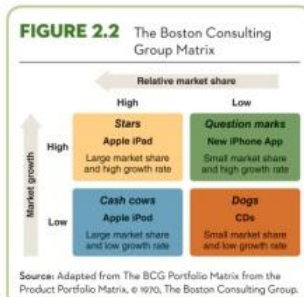 FIGURE 2.2 The Boston Consulting
Group Matrix
Relative market share
High Low
Market growth
High
Stars
Apple iPad
Large market share
and high growth rate
Question marks
New iPhone App
Small market share
and high growth rate
Low
Cash cows
Apple iPod
Large market share
and low growth rate
Dogs
CDs
Small market share
and low growth rate
Source: Adapted from The BCG Portfolio Matrix from the
Product Portfolio Matrix, © 1970, The Boston Consulting Group.